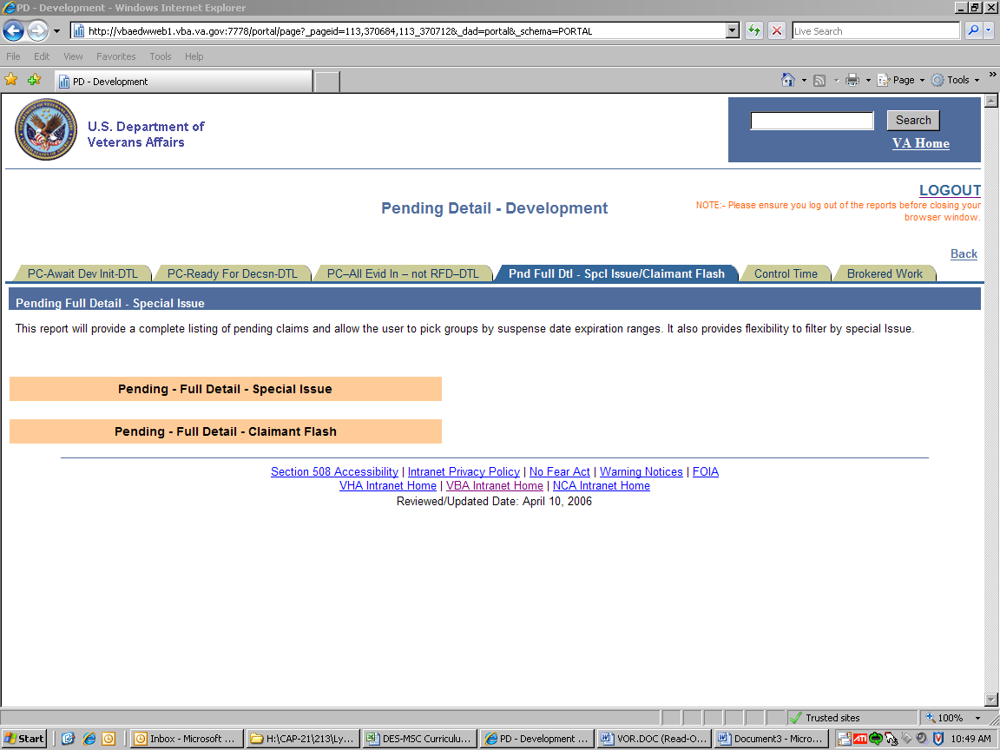 PD - Development - Windows Internet Explorer
http://vbaedwweb1.vba.va.gov:7778/portal/page?_pageid=113,370684,113_370712&_dad=portal&_schema=PORTAL
Live Search
File Edit View Favorites Tools Help
PD - Development
Page Tools »
U.S. Department of
Veterans Affairs
Search
VA Home
LOGOUT
Pending Detail - Development
NOTE:- Please ensure you log out of the reports before closing your
browser window.
Back
PC-Await Dev Init-DTL PC-Ready For Decsn-DTL PC–All Evid In – not RFD–DTL Pnd Full Dtl - Spcl Issue/Claimant Flash Control Time Brokered Work
Pending Full Detail - Special Issue
This report will provide a complete listing of pending claims and allow the user to pick groups by suspense date expiration ranges. It also provides flexibility to filter by special Issue.
Pending - Full Detail - Special Issue
Pending - Full Detail - Claimant Flash
Section 508 Accessibility | Intranet Privacy Policy | No Fear Act | Warning Notices | FOIA
VHA Intranet Home | VBA Intranet Home | NCA Intranet Home
Reviewed/Updated Date: April 10, 2006
Trusted sites 100%
Start Inbox - Microsoft ... H:\CAP-21\213\Ly... DES-MSC Curriculu... PD - Development ... VOR.DOC (Read-O... Document3 - Micro... ATI 10:49 AM